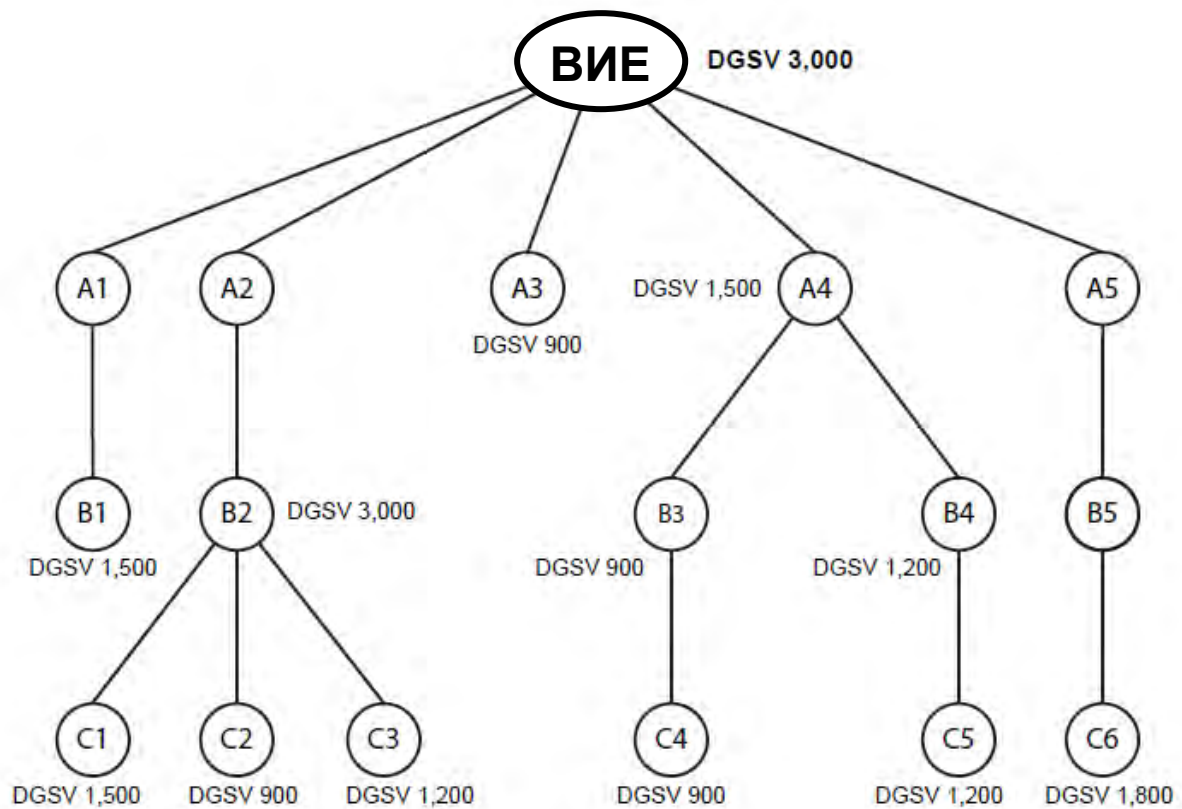 ВИЕ
DGSV 3,000
A1
A2
A3
DGSV 1,500
A4
A5
DGSV 900
B1
B2
DGSV 3,000
B3
B4
B5
DGSV 1,500
DGSV 900
DGSV 1,200
C1
C2
C3
C4
C5
C6
DGSV 1,500
DGSV 900
DGSV 1,200
DGSV 900
DGSV 1,200
DGSV 1,800